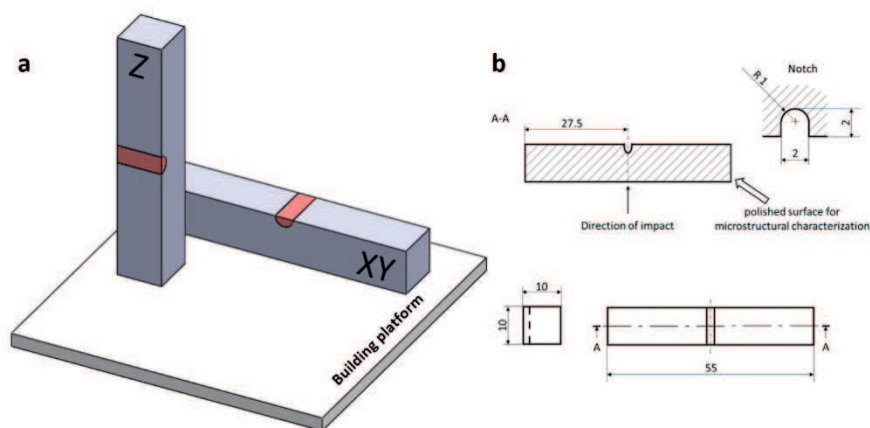 a
Z
XY
Building platform
b
R 1
Notch
A-A
27.5
2
2
Direction of impact
polished surface for
microstructural characterization
10
10
A
A
55